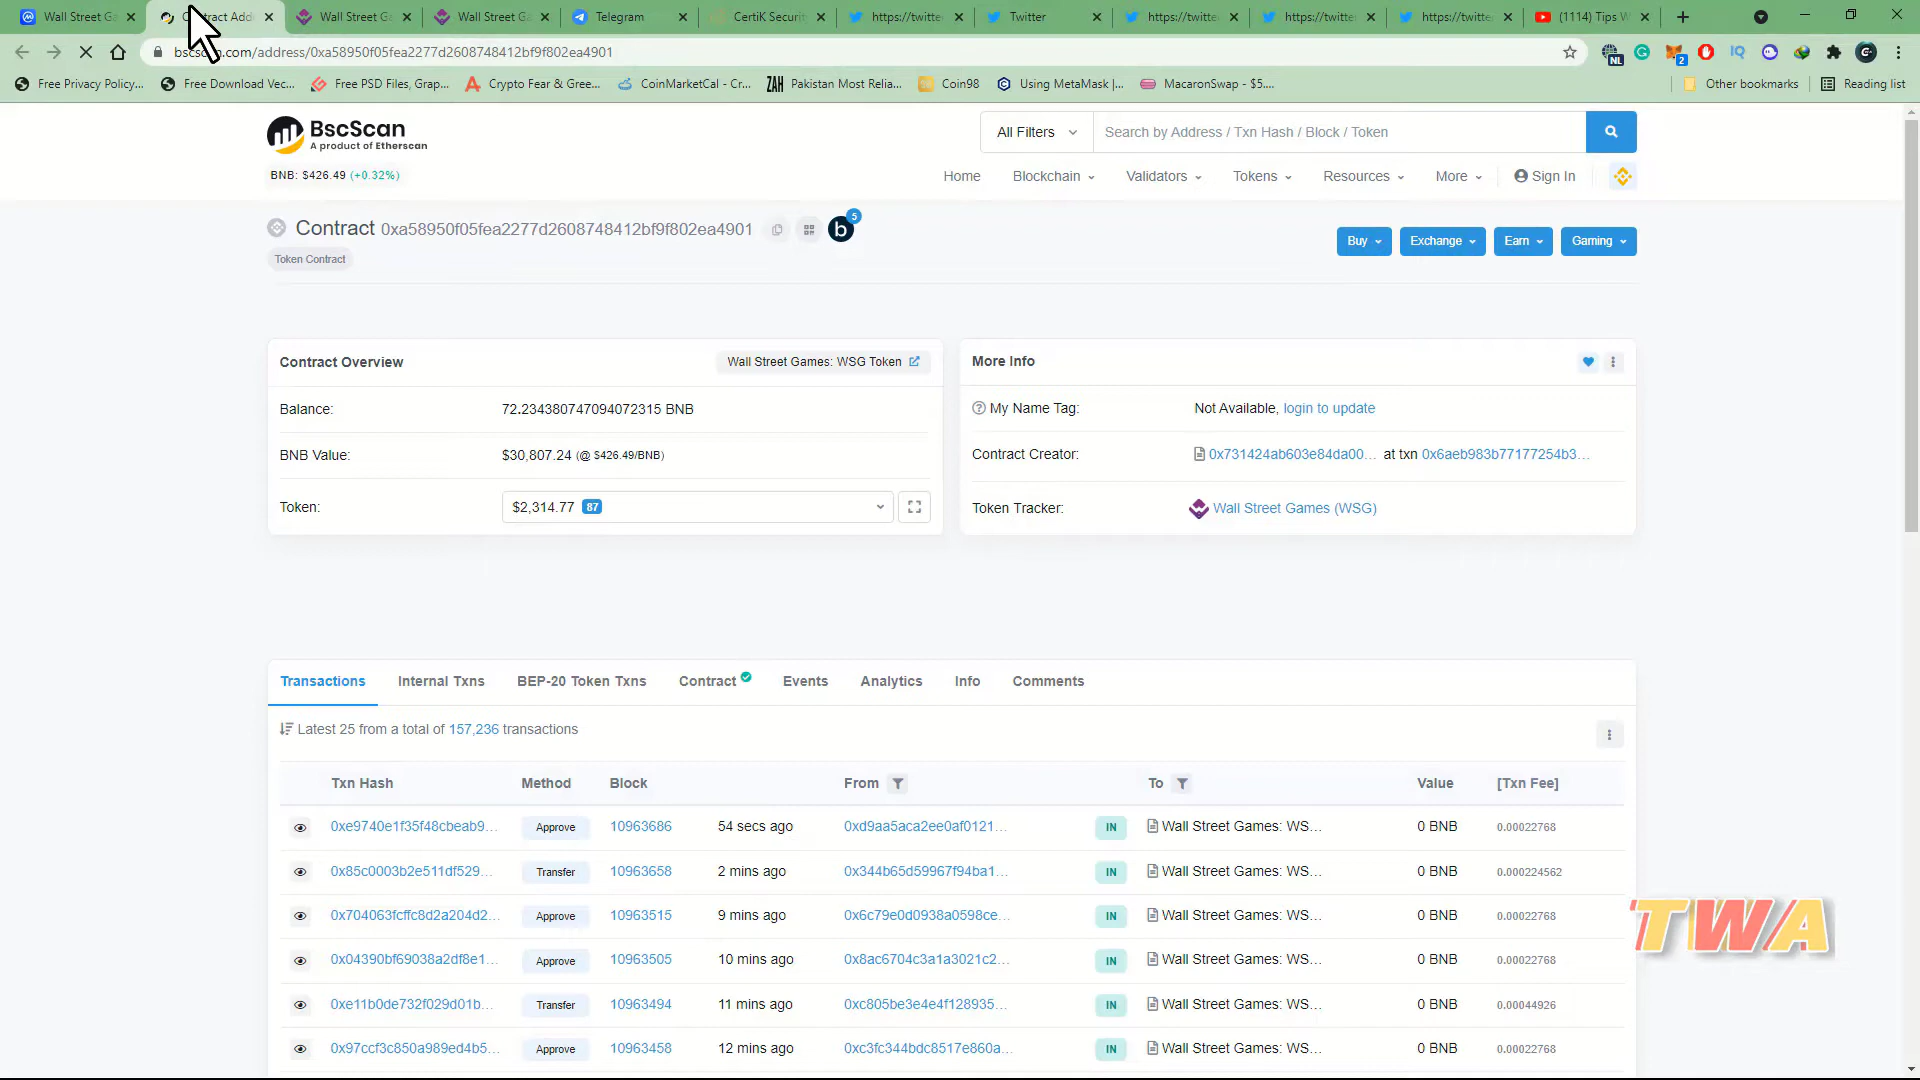 Wall Street Ga
Contract Add
Wall Street Ga
Wall Street Ga
Telegram
CertiK Securit
https://twitte
Twitter
https://twitte
https://twitte
https://twitte
(1114) Tips W
bscscan.com/address/0xa58950f05fea2277d2608748412bf9f802ea4901
NL
2
Free Privacy Policy...
Free Download Vec...
Free PSD Files, Grap...
Crypto Fear & Gree...
CoinMarketCal - Cr...
ZAH
Pakistan Most Relia...
Coin98
Using MetaMask |...
MacaronSwap - $5....
Other bookmarks
Reading list
BscScan
A product of Etherscan
BNB: $426.49 (+0.32%)
All Filters
Search by Address / Txn Hash / Block / Token
Home
Blockchain
Validators
Tokens
Resources
More
Sign In
Contract 0xa58950f05fea2277d2608748412bf9f802ea4901
b
5
Buy
Exchange
Earn
Gaming
Token Contract
Contract Overview
Wall Street Games: WSG Token
Balance:
72.234380747094072315 BNB
BNB Value:
$30,807.24 (@ $426.49/BNB)
Token:
$2,314.77 87
More Info
My Name Tag:
Not Available, login to update
Contract Creator:
0x731424ab603e84da00... at txn 0x6aeb983b77177254b3...
Token Tracker:
Wall Street Games (WSG)
Transactions
Internal Txns
BEP-20 Token Txns
Contract
Events
Analytics
Info
Comments
Latest 25 from a total of 157,236 transactions
Txn Hash Method Block From To Value [Txn Fee]
0xe9740e1f35f48cbeab9... Approve 10963686 54 secs ago 0xd9aa5aca2ee0af0121... IN Wall Street Games: WS... 0 BNB 0.00022768
0x85c0003b2e511df529... Transfer 10963658 2 mins ago 0x344b65d59967f94ba1... IN Wall Street Games: WS... 0 BNB 0.000224562
0x704063fcffc8d2a204d2... Approve 10963515 9 mins ago 0x6c79e0d0938a0598ce... IN Wall Street Games: WS... 0 BNB 0.00022768
0x04390bf69038a2df8e1... Approve 10963505 10 mins ago 0x8ac6704c3a1a3021c2... IN Wall Street Games: WS... 0 BNB 0.00022768
0xe11b0de732f029d01b... Transfer 10963494 11 mins ago 0xc805be3e4e4f128935... IN Wall Street Games: WS... 0 BNB 0.00044926
0x97ccf3c850a989ed4b5... Approve 10963458 12 mins ago 0xc3fc344bdc8517e860a... IN Wall Street Games: WS... 0 BNB 0.00022768
TWA